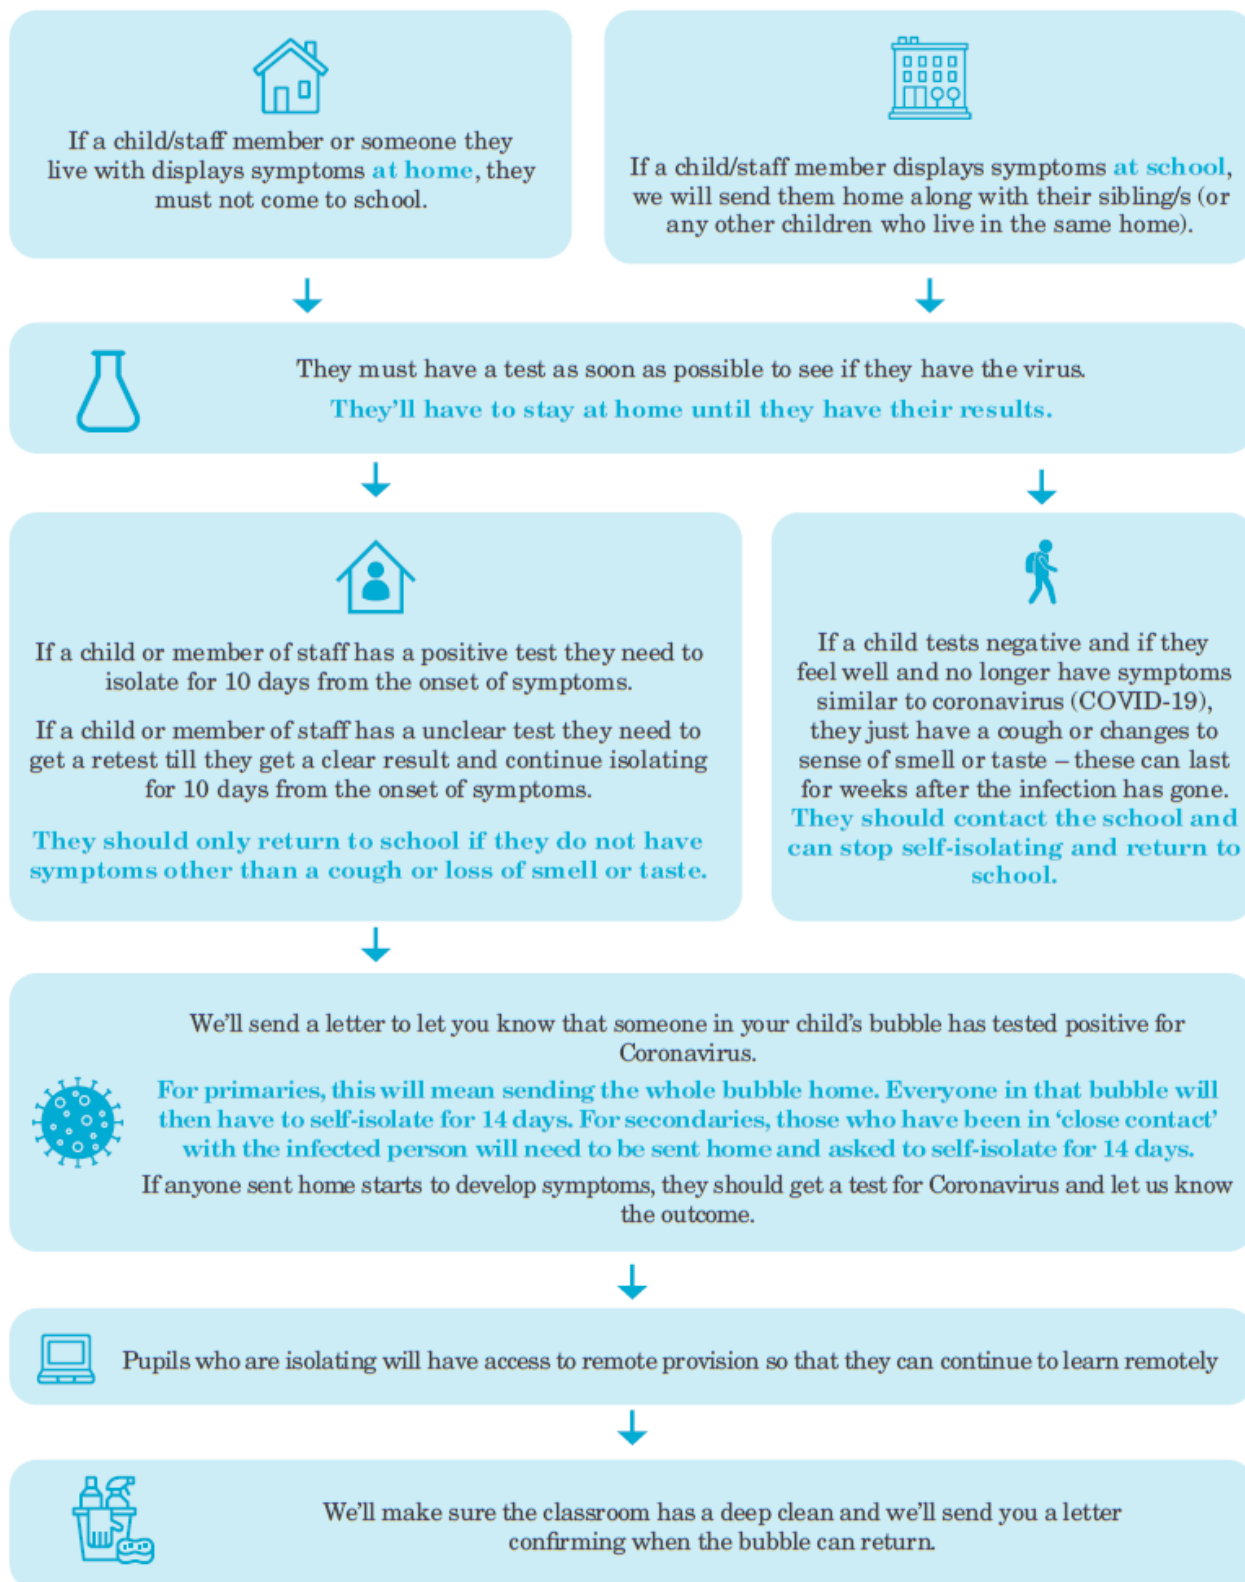 If a child/staff member or someone they
live with displays symptoms at home, they
must not come to school.
If a child/staff member displays symptoms at school,
we will send them home along with their sibling/s (or
any other children who live in the same home).
They must have a test as soon as possible to see if they have the virus.
They’ll have to stay at home until they have their results.
If a child or member of staff has a positive test they need to
isolate for 10 days from the onset of symptoms.
If a child or member of staff has a unclear test they need to
get a retest till they get a clear result and continue isolating
for 10 days from the onset of symptoms.
They should only return to school if they do not have
symptoms other than a cough or loss of smell or taste.
If a child tests negative and if they
feel well and no longer have symptoms
similar to coronavirus (COVID-19),
they just have a cough or changes to
sense of smell or taste – these can last
for weeks after the infection has gone.
They should contact the school and
can stop self-isolating and return to
school.
We’ll send a letter to let you know that someone in your child’s bubble has tested positive for
Coronavirus.
For primaries, this will mean sending the whole bubble home. Everyone in that bubble will
then have to self-isolate for 14 days. For secondaries, those who have been in ‘close contact’
with the infected person will need to be sent home and asked to self-isolate for 14 days.
If anyone sent home starts to develop symptoms, they should get a test for Coronavirus and let us know
the outcome.
Pupils who are isolating will have access to remote provision so that they can continue to learn remotely
We’ll make sure the classroom has a deep clean and we’ll send you a letter
confirming when the bubble can return.